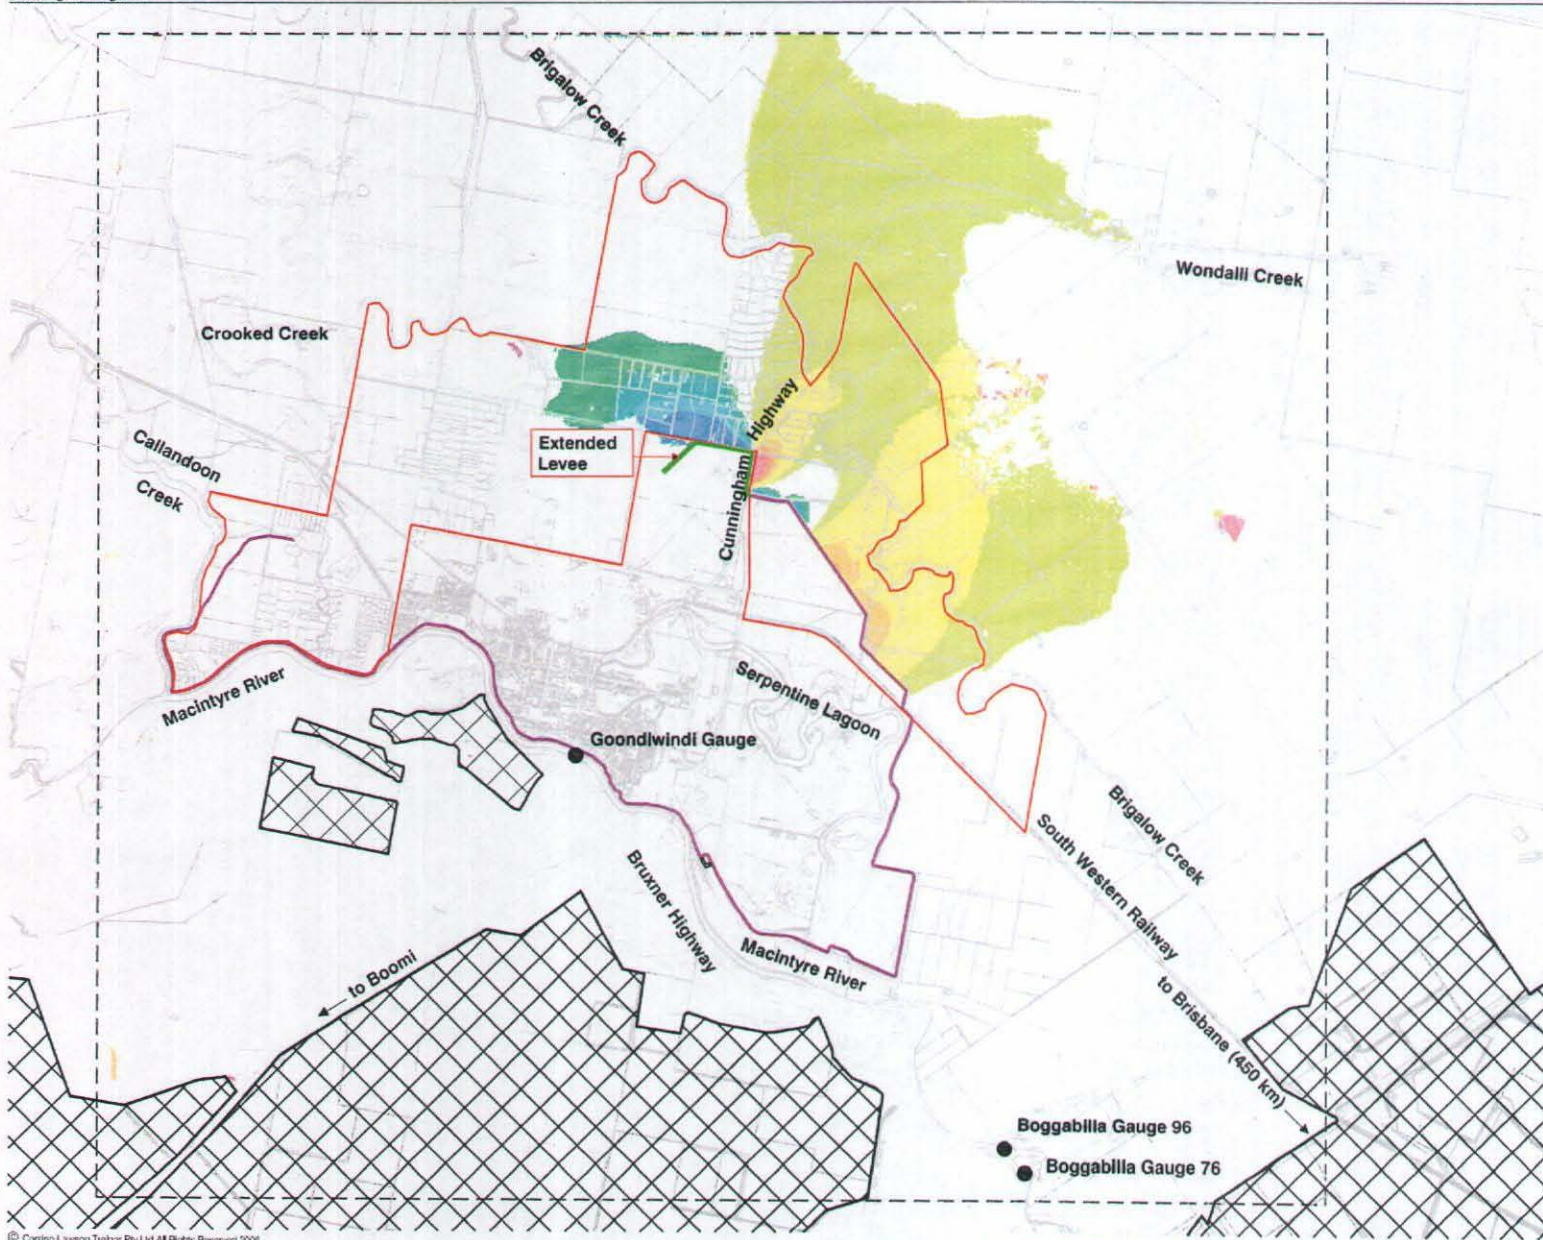 Brigalow Creek
Wondalli Creek
Crooked Creek
Highway
Extended
Levee
Callandoon
Creek
Cunningham
Macintyre River
Serpentine Lagoon
Goondiwindi Gauge
Brigalow Creek
South Western Railway
Bruxner Highway
Macintyre River
to Boomi
to Brisbane (450 km)
Boggabilla Gauge 96
Boggabilla Gauge 76